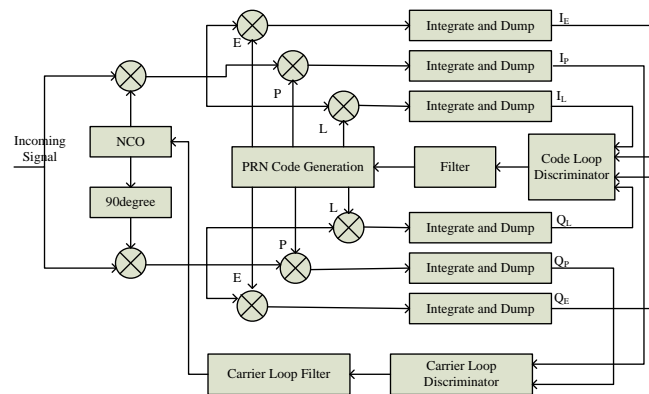 Integrate and Dump
I_E
E
Integrate and Dump
I_P
P
Integrate and Dump
I_L
L
Incoming
Signal
NCO
PRN Code Generation
Filter
Code Loop
Discriminator
90degree
L
Integrate and Dump
Q_L
P
Integrate and Dump
Q_P
E
Integrate and Dump
Q_E
Carrier Loop Filter
Carrier Loop
Discriminator